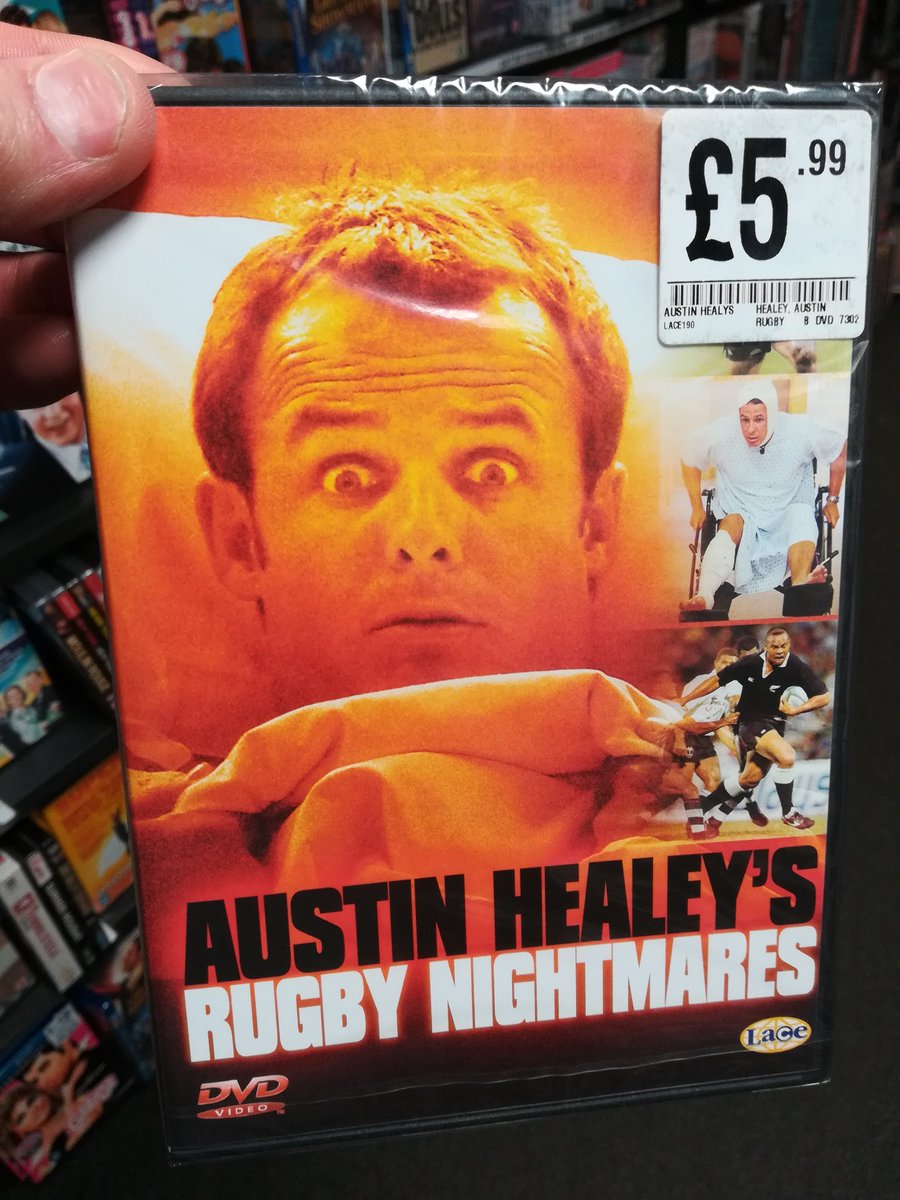 £5.99
AUSTIN HEALYS HEALEY, AUSTIN
LACE190 RUGBY B DVD 7302
AUSTIN HEALEY'S
RUGBY NIGHTMARES
Lace
DVD
VIDEO